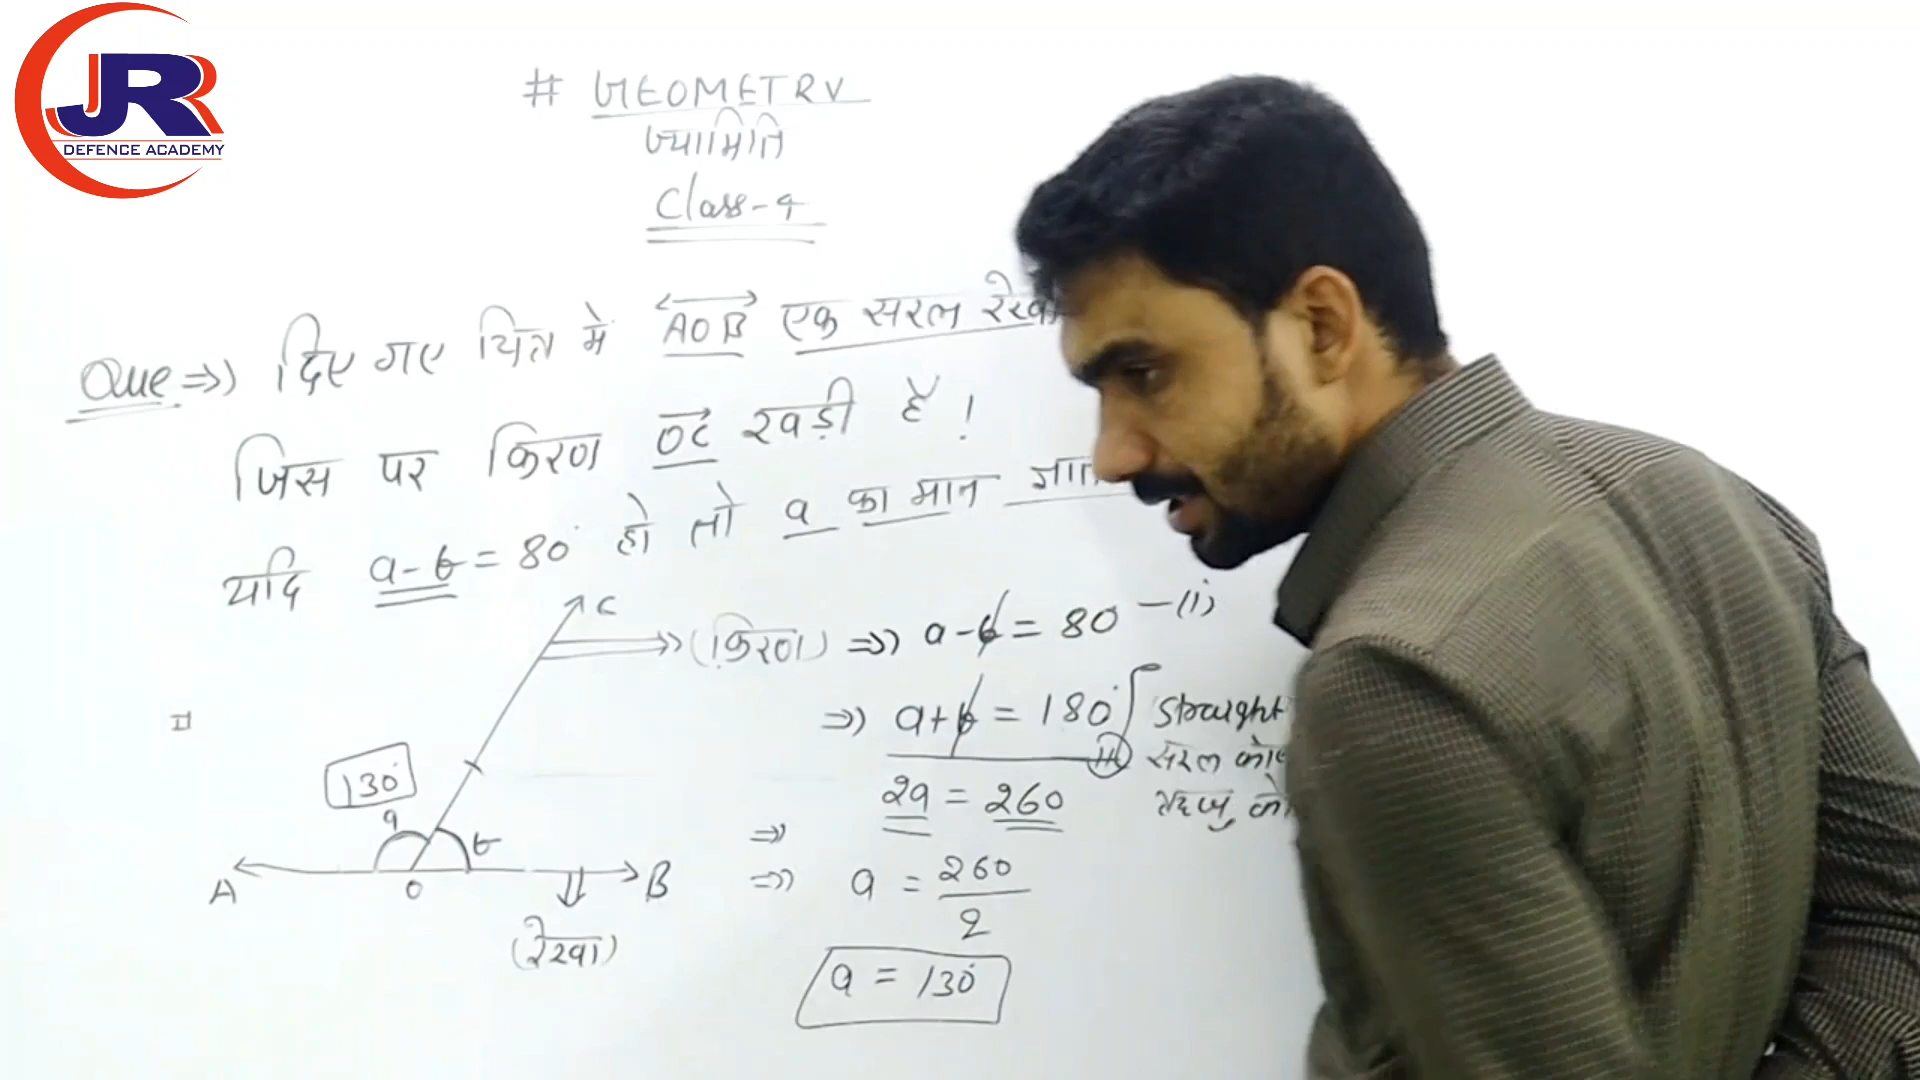 JR
DEFENCE ACADEMY
# GEOMETRY
ज्यामिति
Class-4
Que ⇒ दिए गए चित्र मे AOB एक सरल रेखा
जिस पर किरण OC खड़ी है !
यदि a-b = 80° हो तो a का मान
C
(किरण) ⇒ a-b = 80 -(i)
⇒ a+b = 180° Straight
(ii) सरल
2a = 260
130°
a
b
⇒
A
O
B
⇒ a = 260/2
(रेखा)
a = 130°